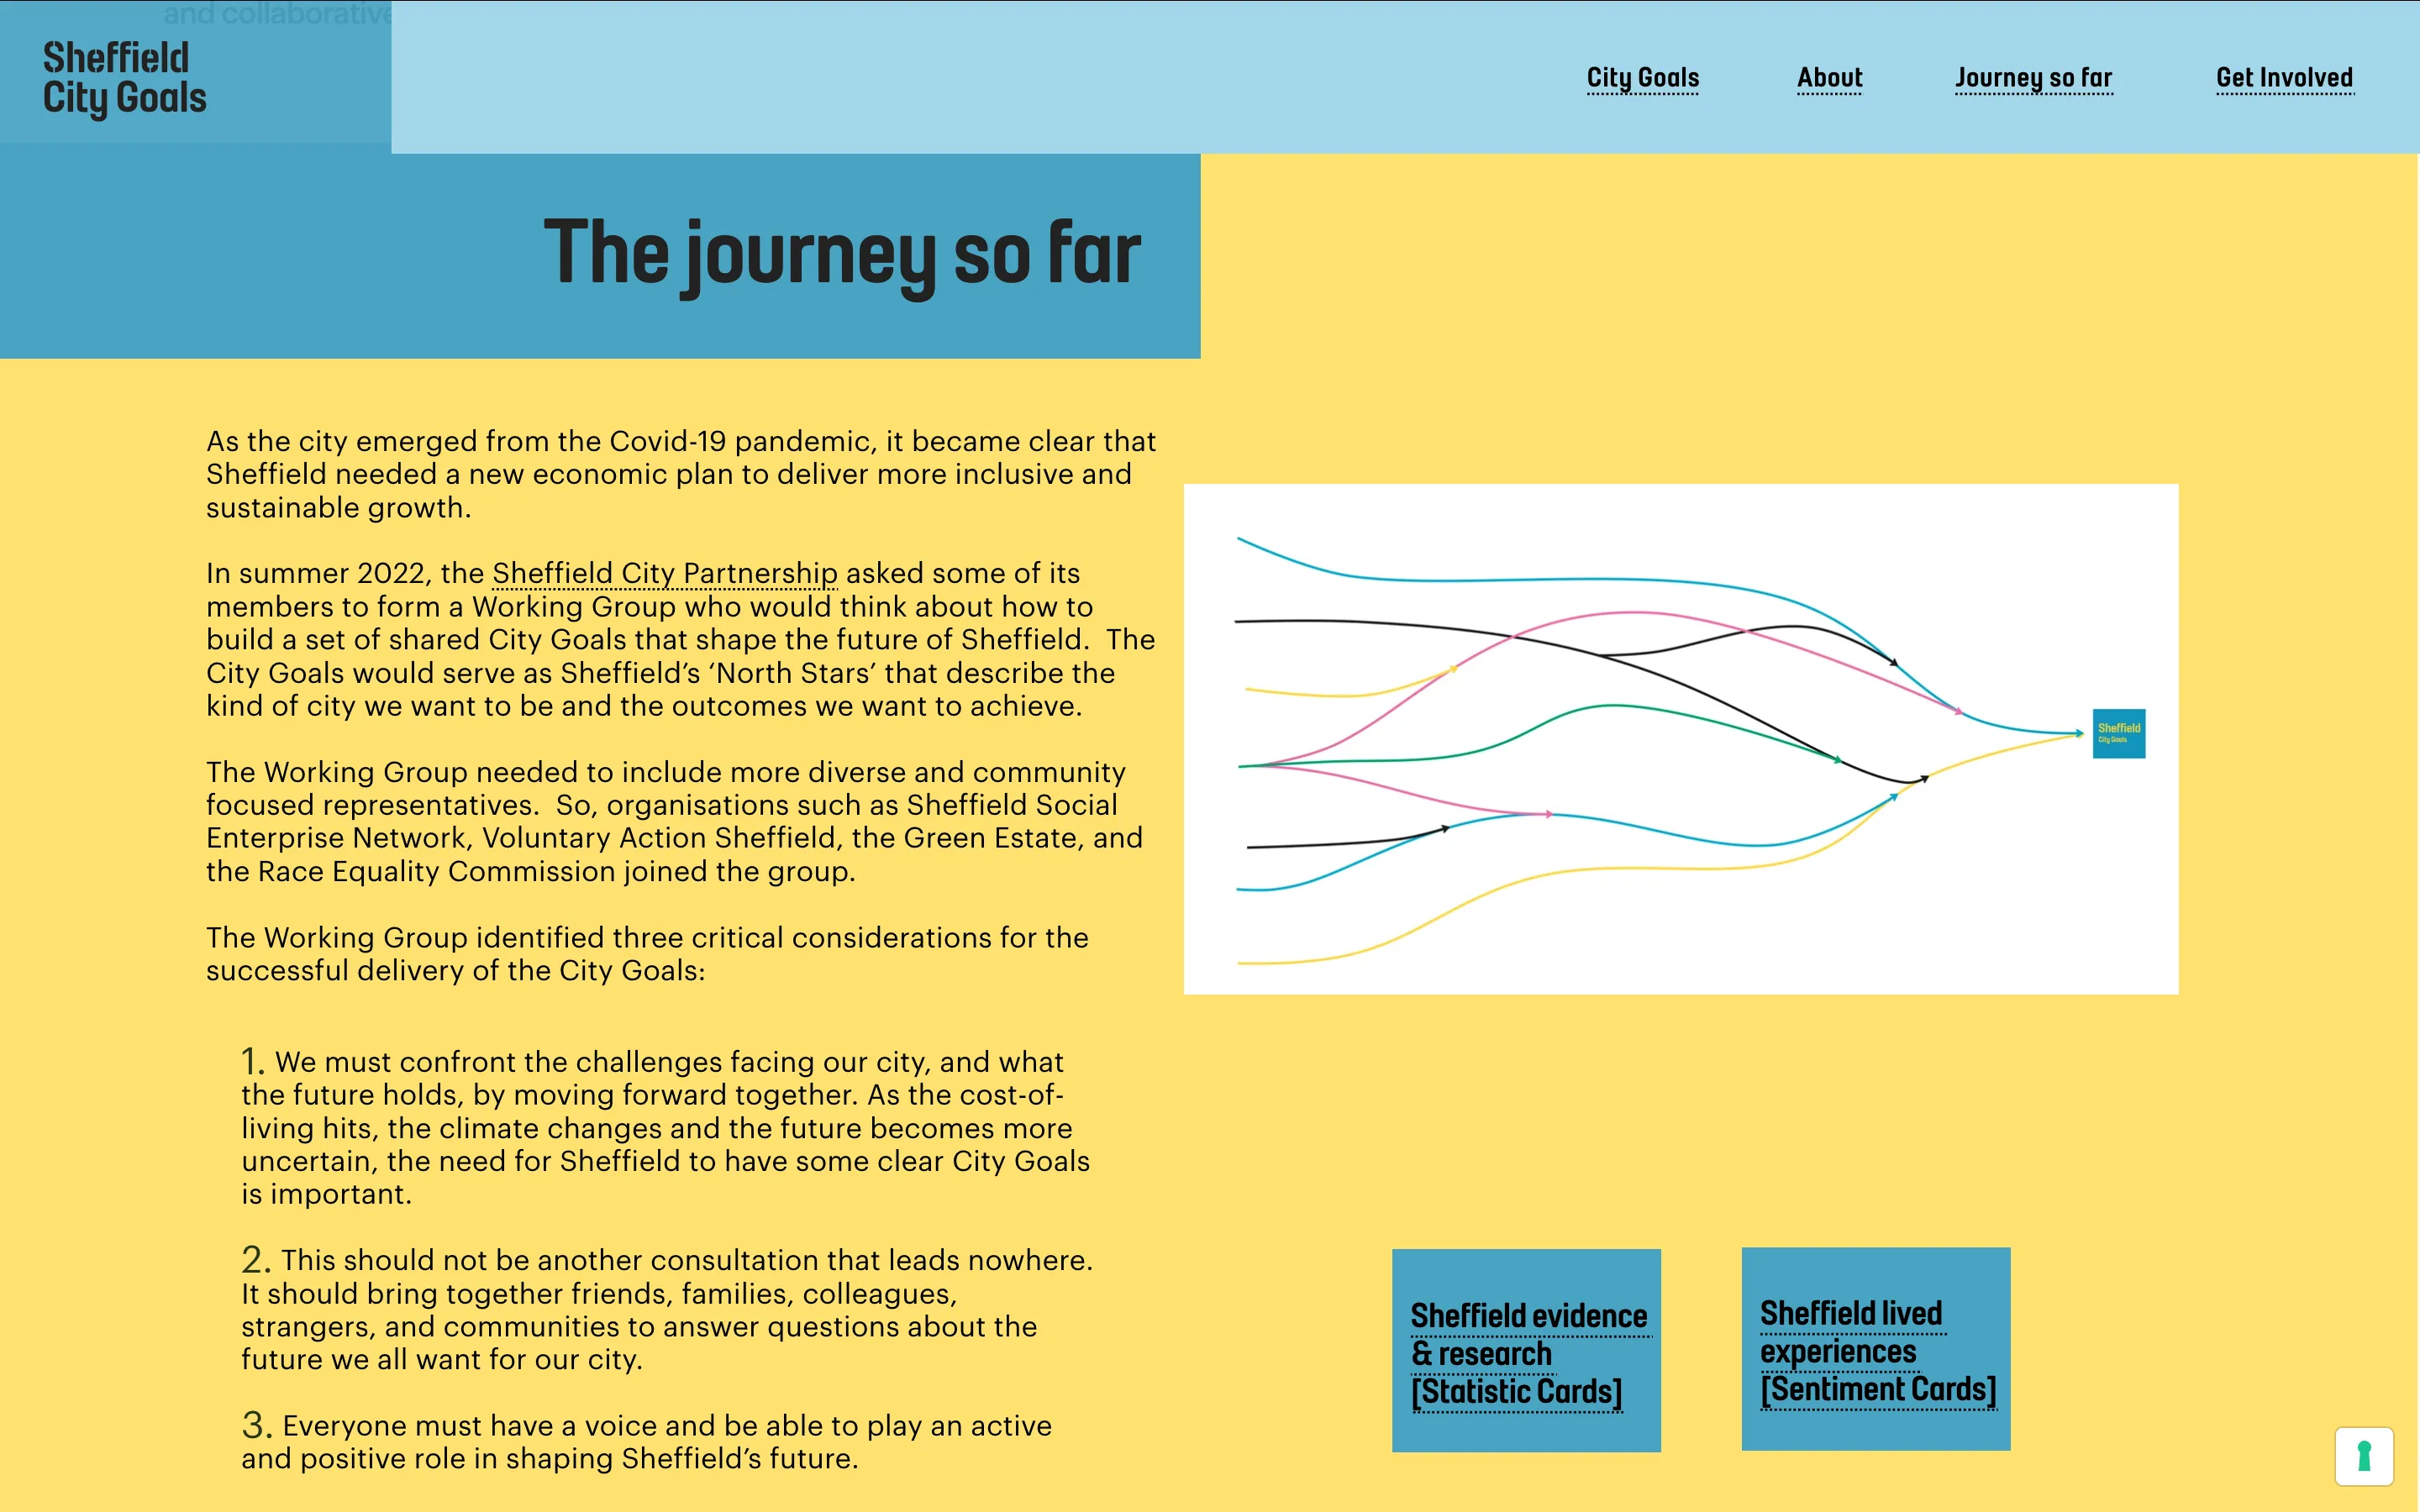 and collaborative
Sheffield
City Goals
City Goals
About
Journey so far
Get Involved
The journey so far
As the city emerged from the Covid-19 pandemic, it became clear that
Sheffield needed a new economic plan to deliver more inclusive and
sustainable growth.
In summer 2022, the Sheffield City Partnership asked some of its
members to form a Working Group who would think about how to
build a set of shared City Goals that shape the future of Sheffield.  The
City Goals would serve as Sheffield’s ‘North Stars’ that describe the
kind of city we want to be and the outcomes we want to achieve.
The Working Group needed to include more diverse and community
focused representatives.  So, organisations such as Sheffield Social
Enterprise Network, Voluntary Action Sheffield, the Green Estate, and
the Race Equality Commission joined the group.
The Working Group identified three critical considerations for the
successful delivery of the City Goals:
1. We must confront the challenges facing our city, and what
the future holds, by moving forward together. As the cost-of-
living hits, the climate changes and the future becomes more
uncertain, the need for Sheffield to have some clear City Goals
is important.
2. This should not be another consultation that leads nowhere.
It should bring together friends, families, colleagues,
strangers, and communities to answer questions about the
future we all want for our city.
3. Everyone must have a voice and be able to play an active
and positive role in shaping Sheffield’s future.
Sheffield
City Goals
Sheffield evidence
& research
[Statistic Cards]
Sheffield lived
experiences
[Sentiment Cards]